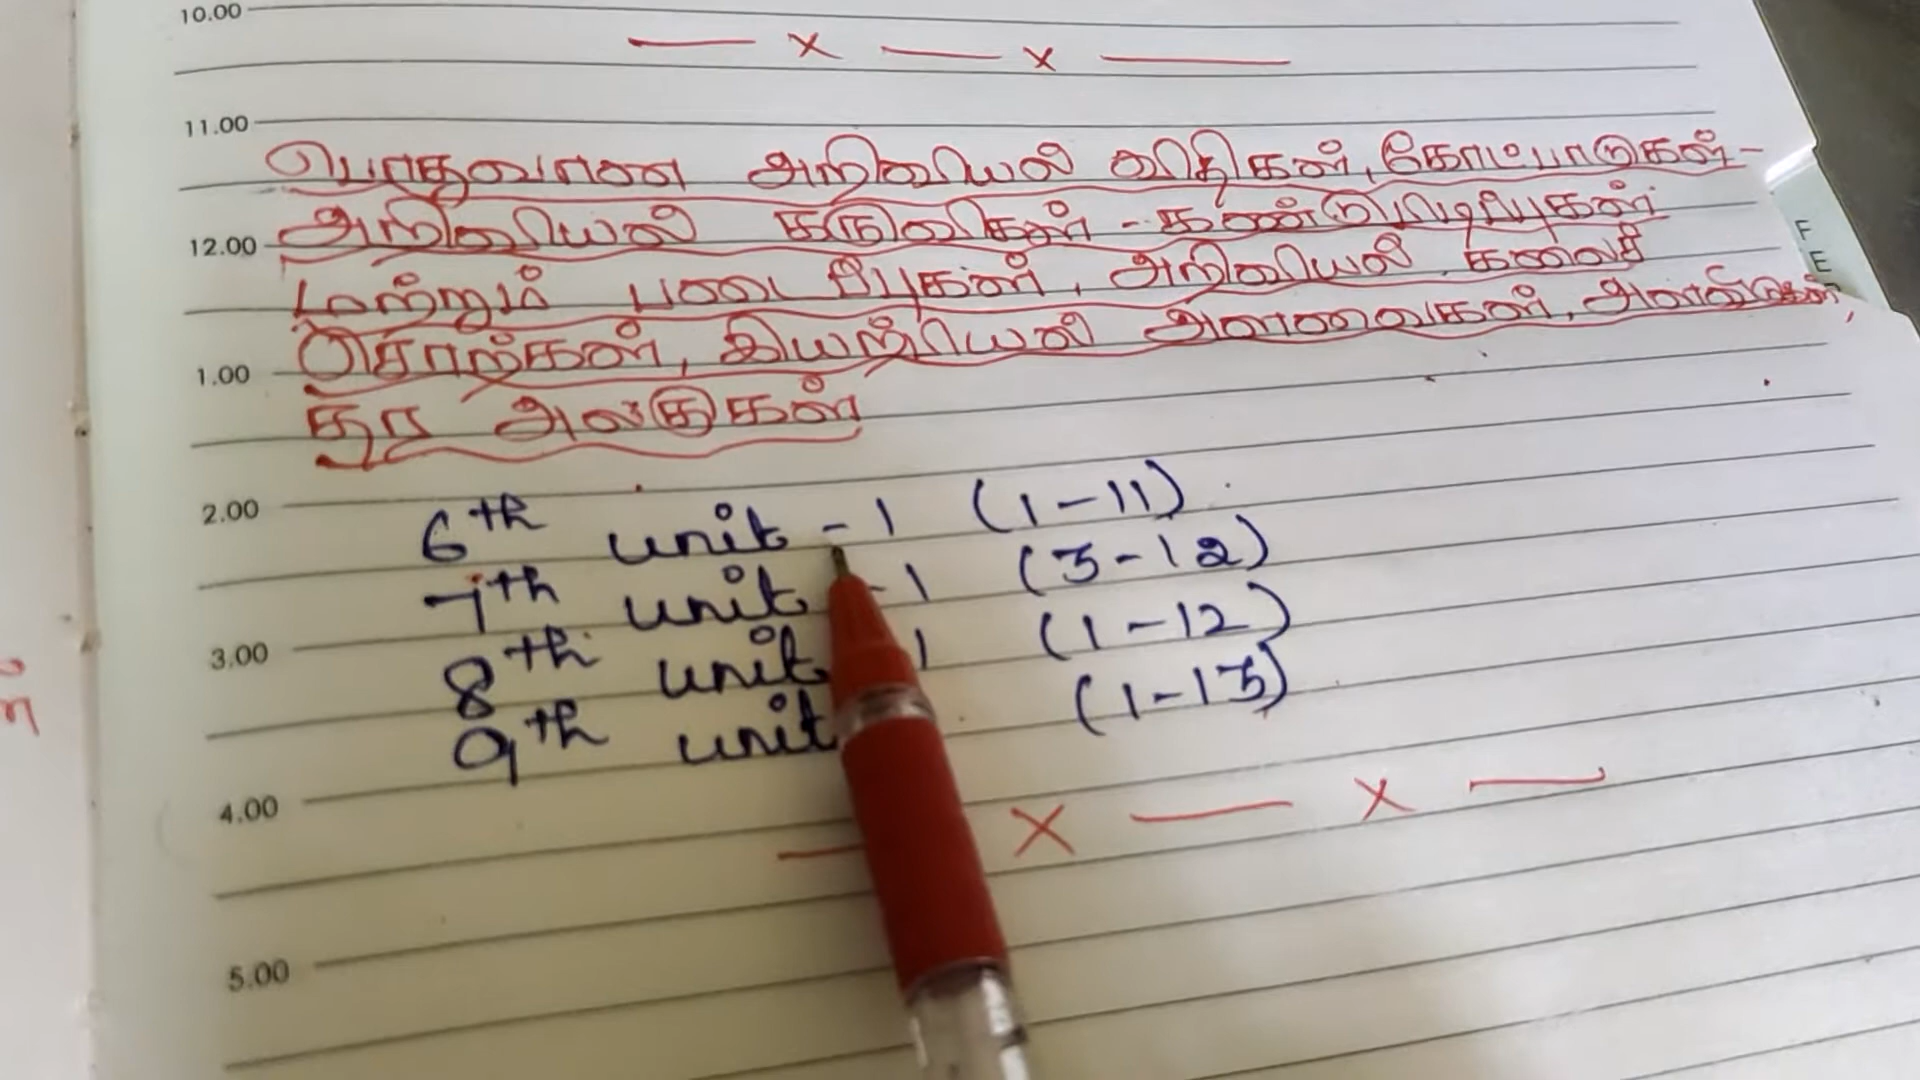 10.00
— x — x —
11.00
பொதுவான அறிவியல் விதிகள், கோட்பாடுகள் -
12.00
அறிவியல் கருவிகள் - கண்டுபிடிப்புகள்
மற்றும் படைப்புகள், அறிவியல் கலைச்
1.00
சொற்கள், இயற்பியல் அளவைகள், அளவிடுகள்,
தர அலகுகள்
2.00
6th unit - 1 (1-11)
7th unit - 1 (3-12)
3.00
8th unit 1 (1-12)
9th unit (1-13)
4.00
— x — x —
5.00
F
E